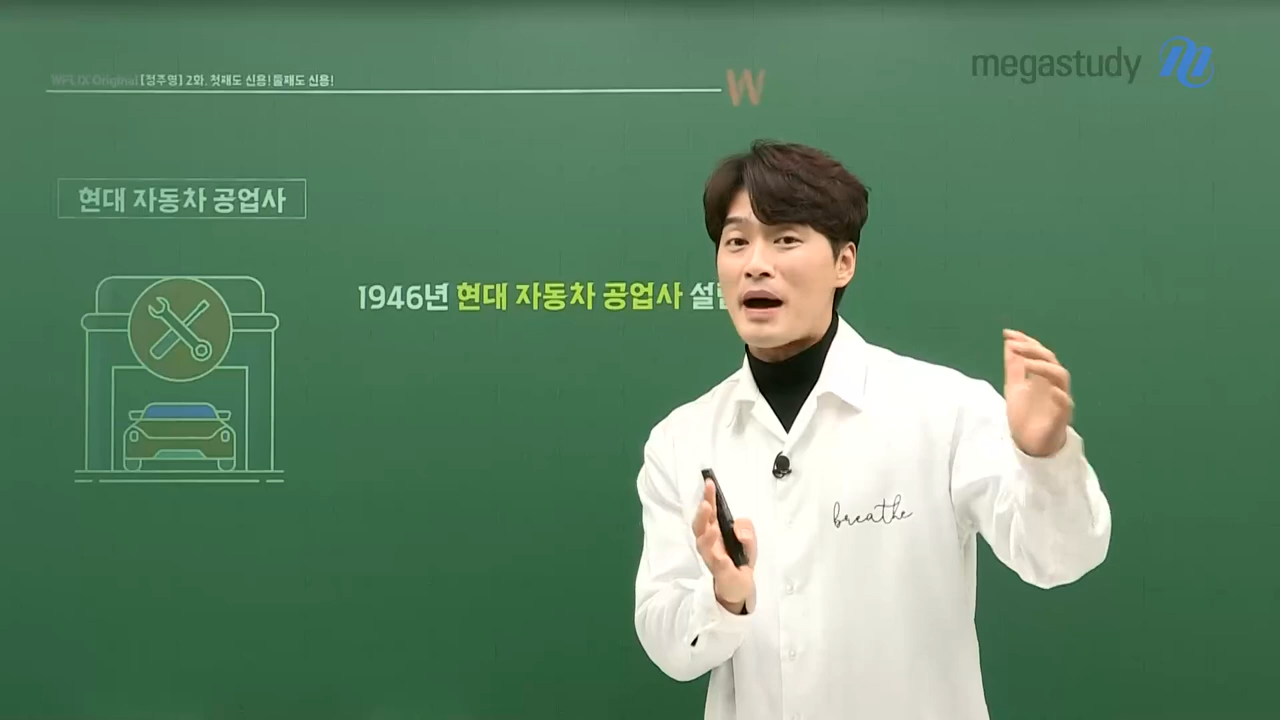 WFLIX Original [정주영] 2화. 첫째도 신용! 둘째도 신용!
W
megastudy
현대 자동차 공업사
1946년 현대 자동차 공업사 설
breathe